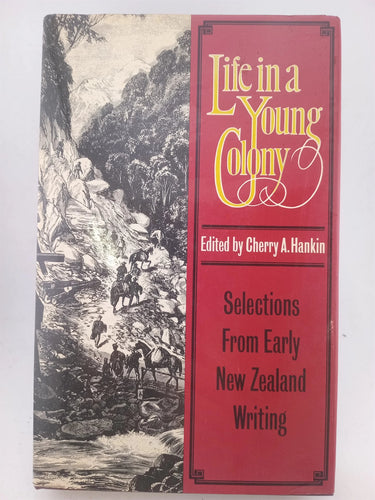 Life in a
Young
Colony
Edited by Cherry A. Hankin
Selections
From Early
New Zealand
Writing